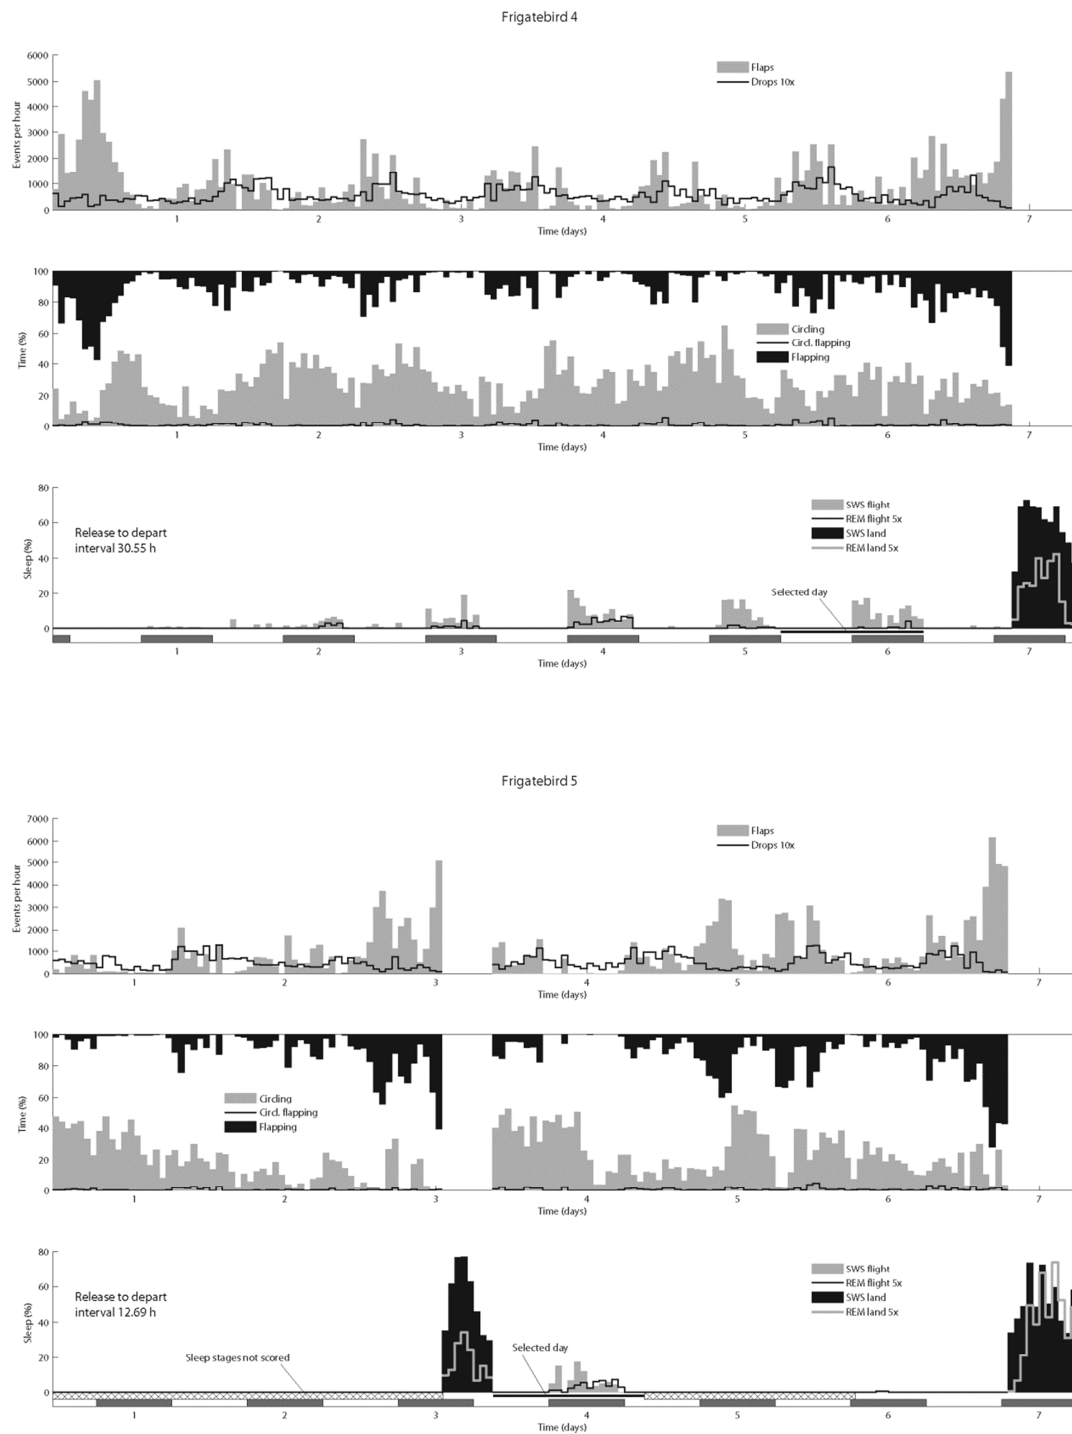 Frigatebird 4
6000
5000
4000
3000
2000
1000
0
Events per hour
Flaps
Drops 10x
1 2 3 4 5 6 7
Time (days)
100
80
60
40
20
0
Time (%)
Circling
Circl. flapping
Flapping
1 2 3 4 5 6 7
Time (days)
80
60
40
20
0
Sleep (%)
Release to depart
interval 30.55 h
SWS flight
REM flight 5x
SWS land
REM land 5x
Selected day
1 2 3 4 5 6 7
Time (days)
Frigatebird 5
7000
6000
5000
4000
3000
2000
1000
0
Events per hour
Flaps
Drops 10x
1 2 3 4 5 6 7
Time (days)
100
80
60
40
20
0
Time (%)
Circling
Circl. flapping
Flapping
1 2 3 4 5 6 7
Time (days)
80
60
40
20
0
Sleep (%)
Release to depart
interval 12.69 h
SWS flight
REM flight 5x
SWS land
REM land 5x
Sleep stages not scored
Selected day
1 2 3 4 5 6 7
Time (days)